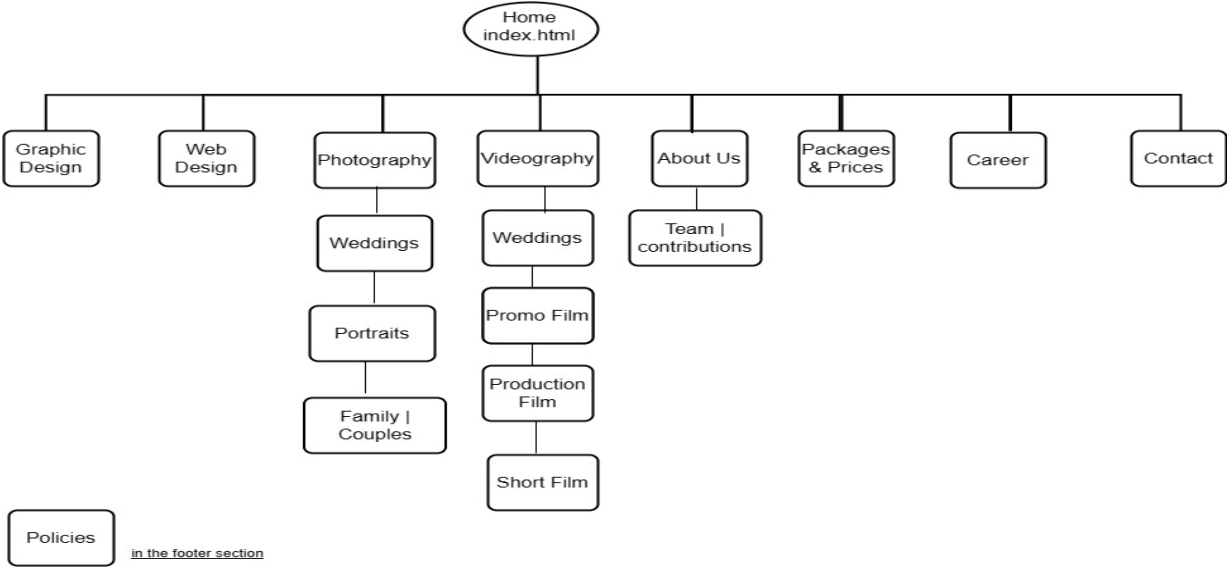 Home
index.html
Graphic
Design
Web
Design
Photography
Videography
About Us
Packages
& Prices
Career
Contact
Weddings
Portraits
Family |
Couples
Weddings
Promo Film
Production
Film
Short Film
Team |
contributions
Policies
in the footer section